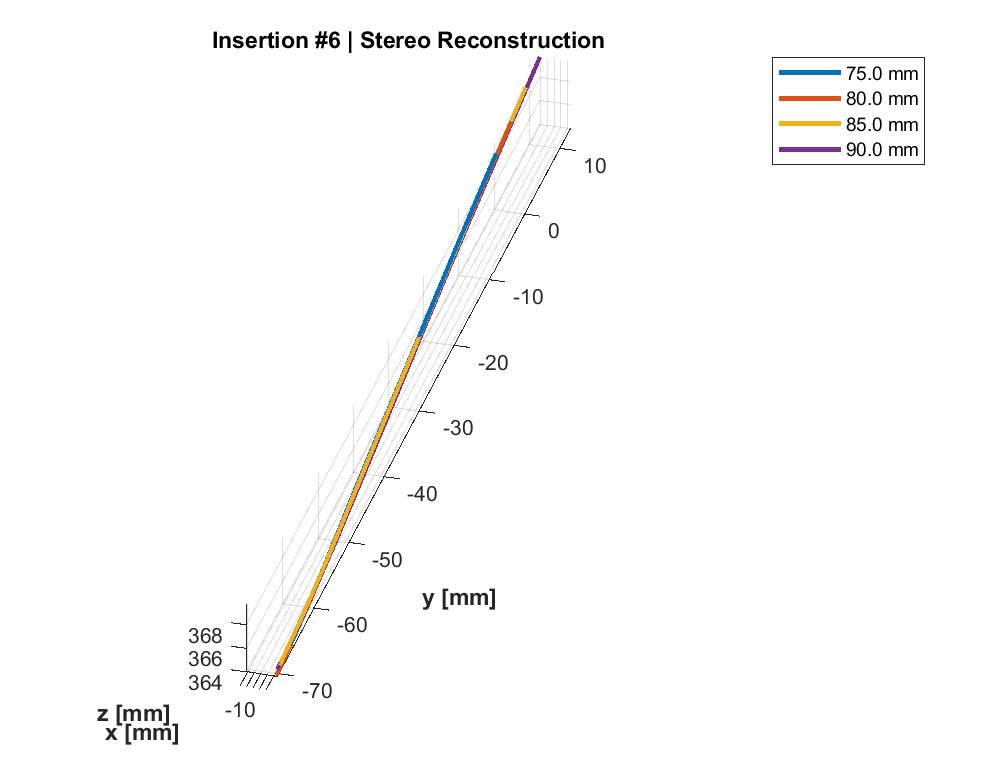 Insertion #6 | Stereo Reconstruction
75.0 mm
80.0 mm
85.0 mm
90.0 mm
10
0
-10
-20
-30
-40
-50
y [mm]
-60
368
366
364
-70
-10
z [mm]
x [mm]